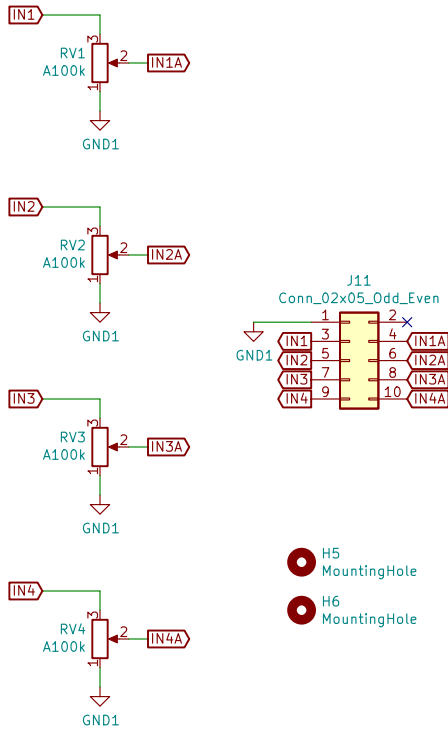 IN1
3
RV1
A100k
2
IN1A
1
GND1
IN2
3
RV2
A100k
2
IN2A
1
GND1
J11
Conn_02x05_Odd_Even
1 2
GND1
IN1 3 4 IN1A
IN2 5 6 IN2A
IN3 7 8 IN3A
IN4 9 10 IN4A
IN3
3
RV3
A100k
2
IN3A
1
GND1
H5
MountingHole
H6
MountingHole
IN4
3
RV4
A100k
2
IN4A
1
GND1